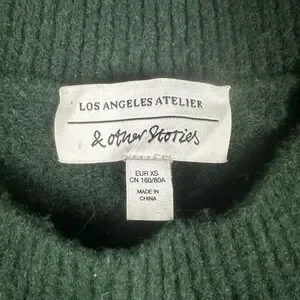 LOS ANGELES ATELIER
& other Stories
EUR XS
CN 160/80A
MADE IN
CHINA